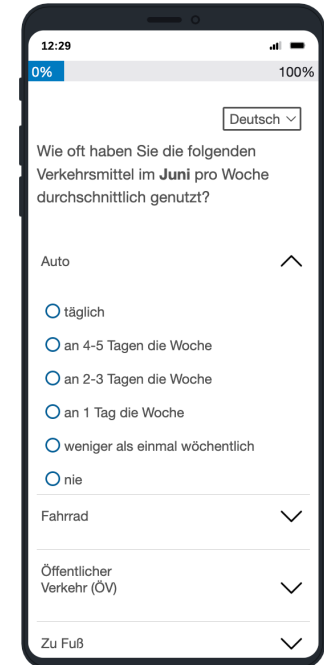 12:29
0% 100%
Deutsch
Wie oft haben Sie die folgenden
Verkehrsmittel im Juni pro Woche
durchschnittlich genutzt?
Auto
täglich
an 4-5 Tagen die Woche
an 2-3 Tagen die Woche
an 1 Tag die Woche
weniger als einmal wöchentlich
nie
Fahrrad
Öffentlicher
Verkehr (ÖV)
Zu Fuß